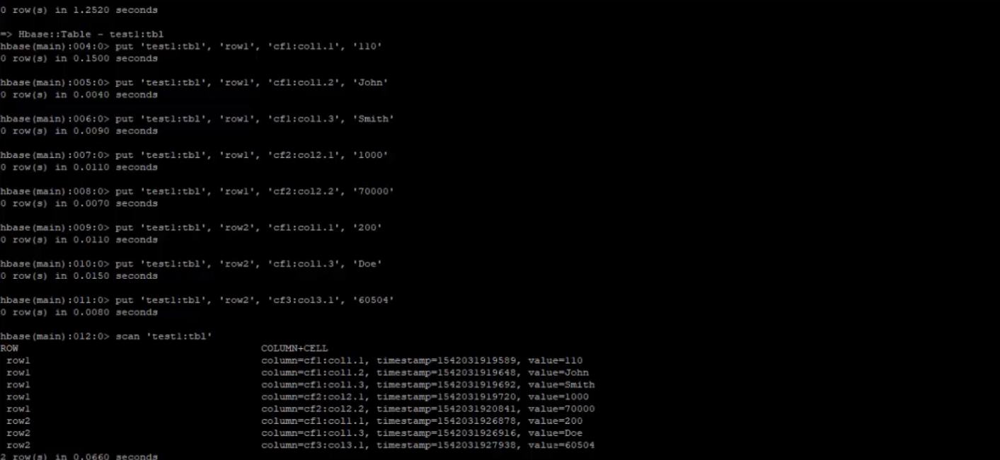 0 row(s) in 1.2520 seconds
=> Hbase::Table - test1:tbl
hbase(main):004:0> put 'test1:tbl', 'row1', 'cf1:col1.1', '110'
0 row(s) in 0.1500 seconds
hbase(main):005:0> put 'test1:tbl', 'row1', 'cf1:col1.2', 'John'
0 row(s) in 0.0040 seconds
hbase(main):006:0> put 'test1:tbl', 'row1', 'cf1:col1.3', 'Smith'
0 row(s) in 0.0090 seconds
hbase(main):007:0> put 'test1:tbl', 'row1', 'cf2:col2.1', '1000'
0 row(s) in 0.0110 seconds
hbase(main):008:0> put 'test1:tbl', 'row1', 'cf2:col2.2', '70000'
0 row(s) in 0.0070 seconds
hbase(main):009:0> put 'test1:tbl', 'row2', 'cf1:col1.1', '200'
0 row(s) in 0.0110 seconds
hbase(main):010:0> put 'test1:tbl', 'row2', 'cf1:col1.3', 'Doe'
0 row(s) in 0.0150 seconds
hbase(main):011:0> put 'test1:tbl', 'row2', 'cf3:col3.1', '60504'
0 row(s) in 0.0080 seconds
hbase(main):012:0> scan 'test1:tbl'
ROW COLUMN+CELL
row1 column=cf1:col1.1, timestamp=1542031919589, value=110
row1 column=cf1:col1.2, timestamp=1542031919648, value=John
row1 column=cf1:col1.3, timestamp=1542031919692, value=Smith
row1 column=cf2:col2.1, timestamp=1542031919720, value=1000
row1 column=cf2:col2.2, timestamp=1542031920841, value=70000
row2 column=cf1:col1.1, timestamp=1542031926878, value=200
row2 column=cf1:col1.3, timestamp=1542031926916, value=Doe
row2 column=cf3:col3.1, timestamp=1542031927938, value=60504
2 row(s) in 0.0660 seconds